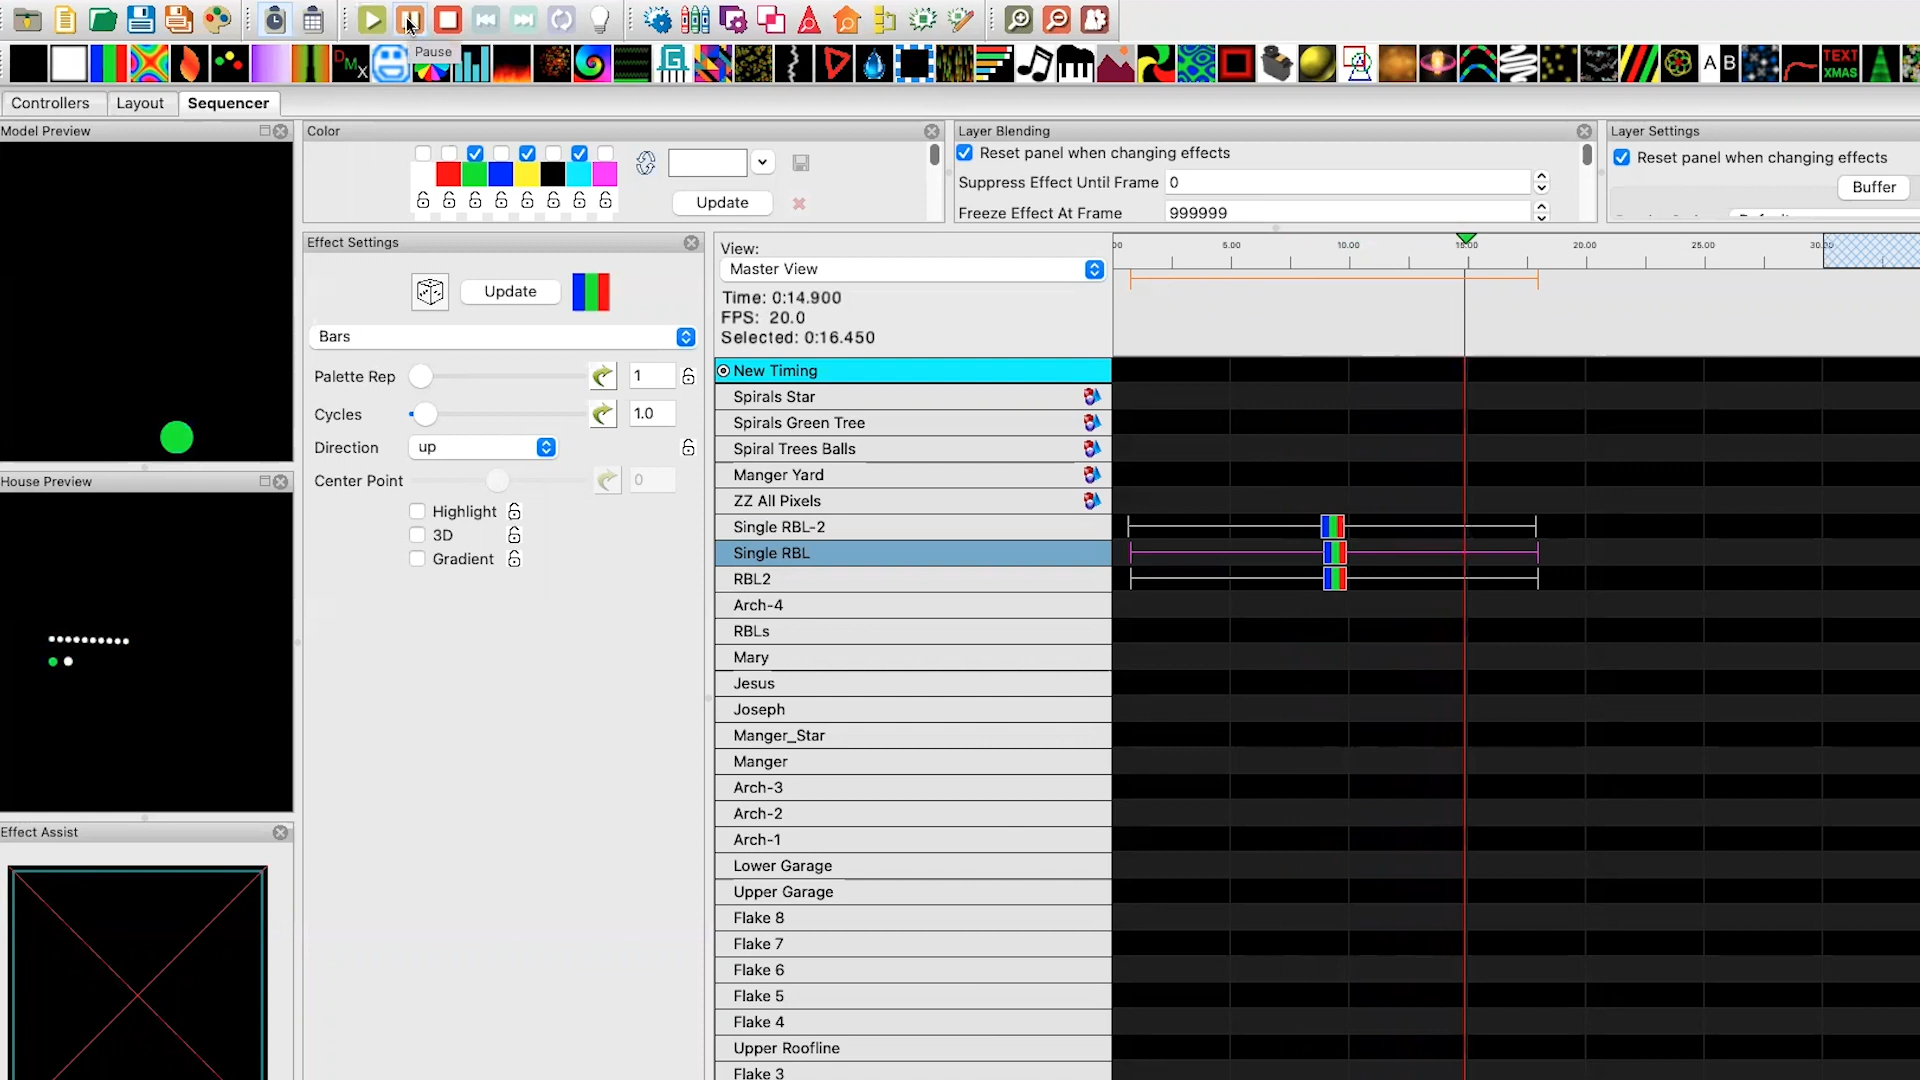 Pause
DMX
A B
TEXT
XMAS
Controllers
Layout
Sequencer
Model Preview
Color
Layer Blending
Layer Settings
Reset panel when changing effects
Reset panel when changing effects
Suppress Effect Until Frame 0
Buffer
Update
Freeze Effect At Frame 999999
Effect Settings
View:
Master View
Time: 0:14.900
FPS: 20.0
Selected: 0:16.450
5.00
10.00
15:00
20.00
25.00
Update
Bars
Palette Rep 1
Cycles 1.0
Direction up
Center Point 0
Highlight
3D
Gradient
House Preview
Effect Assist
New Timing
Spirals Star
Spirals Green Tree
Spiral Trees Balls
Manger Yard
ZZ All Pixels
Single RBL-2
Single RBL
RBL2
Arch-4
RBLs
Mary
Jesus
Joseph
Manger_Star
Manger
Arch-3
Arch-2
Arch-1
Lower Garage
Upper Garage
Flake 8
Flake 7
Flake 6
Flake 5
Flake 4
Upper Roofline
Flake 3